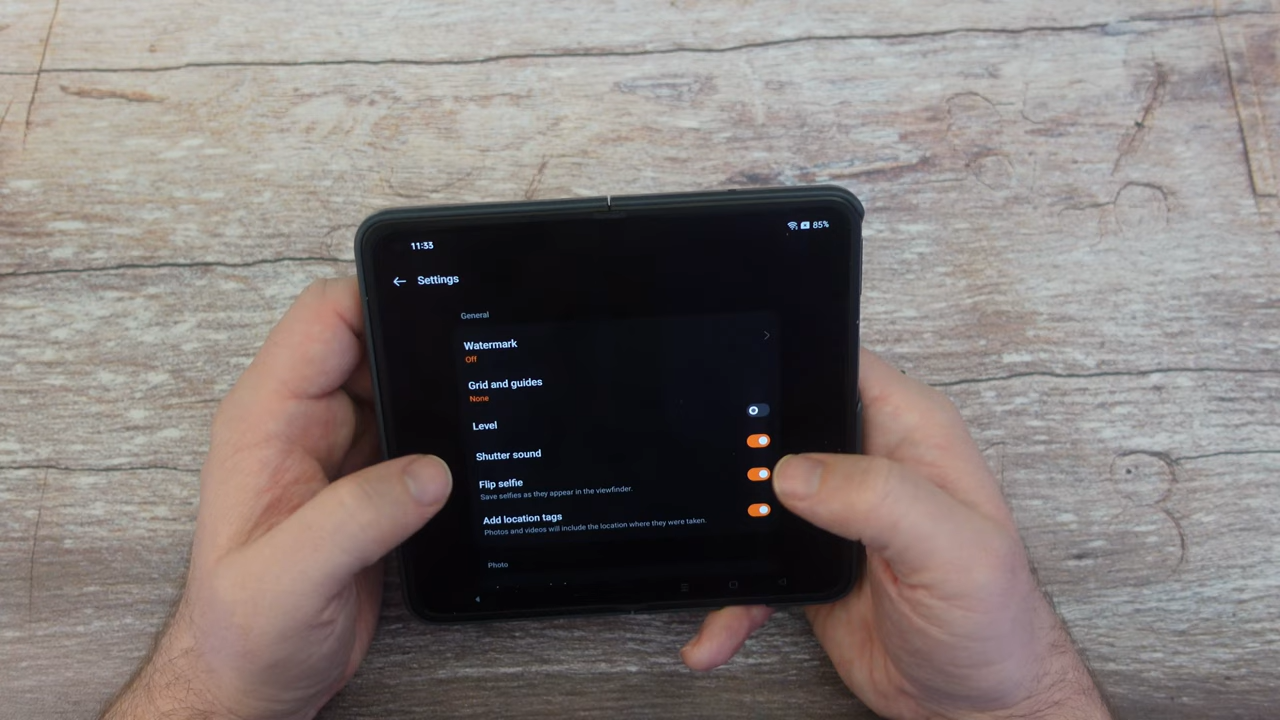 11:33
85%
Settings
General
Watermark
Off
Grid and guides
None
Level
Shutter sound
Flip selfie
Save selfies as they appear in the viewfinder.
Add location tags
Photos and videos will include the location where they were taken.
Photo